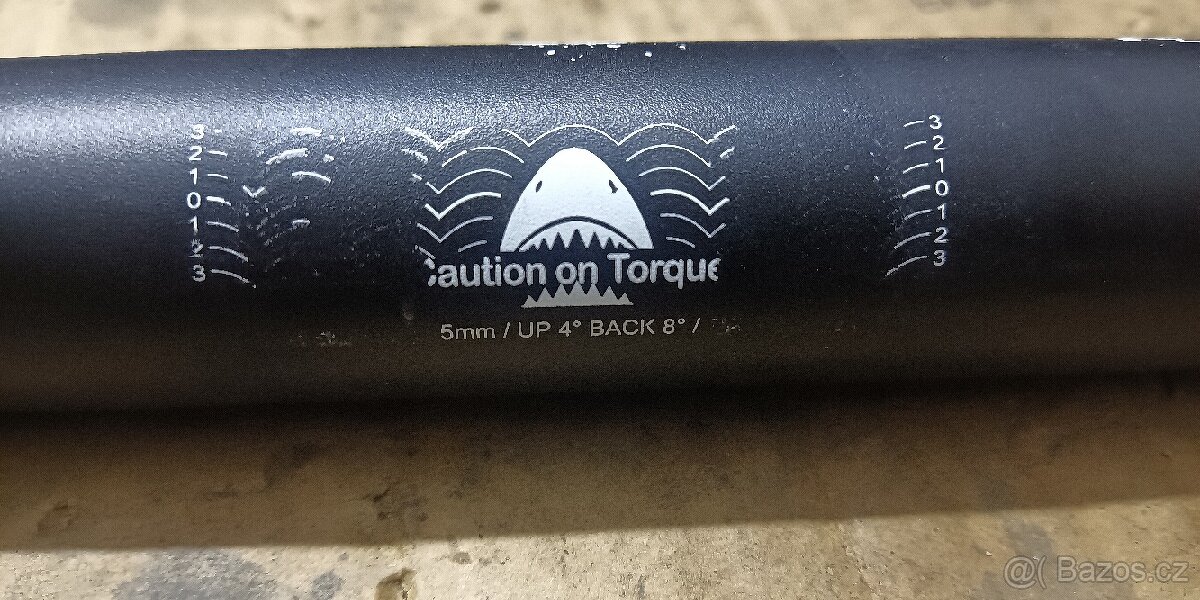 3 3
2 2
1 1
0 0
1 1
2 2
3 3
Caution on Torque
5mm / UP 4° BACK 8° /
@( Bazos.cz